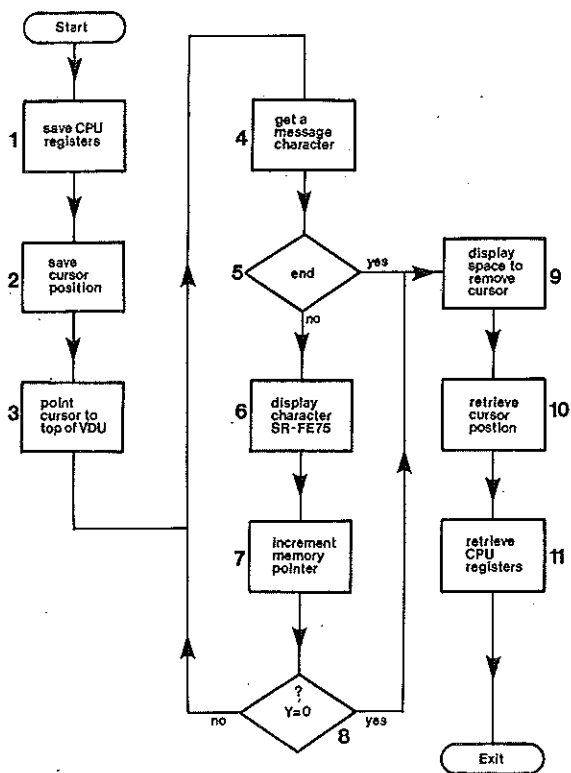 Start
1
save CPU
registers
2
save
cursor
position
3
point
cursor to
top of VDU
4
get a
message
character
5
end
yes
no
6
display
character
SR-FE75
7
increment
memory
pointer
?
Y=0
no
yes
8
display
space to
remove
cursor
9
retrieve
cursor
postion
10
retrieve
CPU
registers
11
Exit